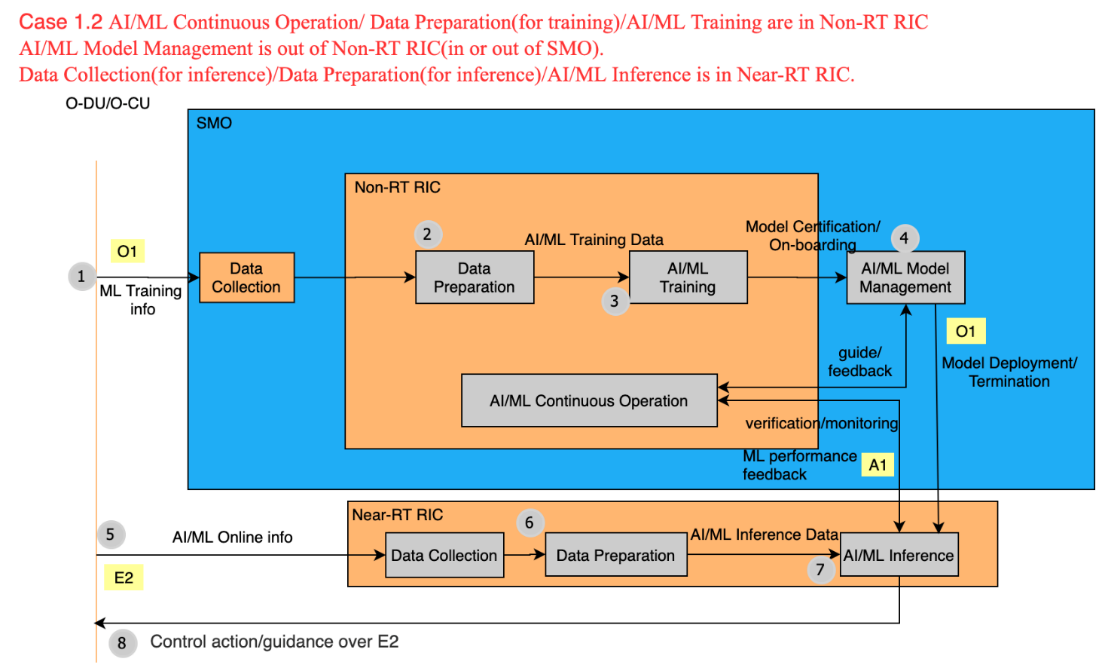 Case 1.2 AI/ML Continuous Operation/ Data Preparation(for training)/AI/ML Training are in Non-RT RIC
AI/ML Model Management is out of Non-RT RIC(in or out of SMO).
Data Collection(for inference)/Data Preparation(for inference)/AI/ML Inference is in Near-RT RIC.
O-DU/O-CU
SMO
Non-RT RIC
1
O1
ML Training
info
Data
Collection
2
Data
Preparation
AI/ML Training Data
3
AI/ML
Training
Model Certification/
On-boarding
4
AI/ML Model
Management
O1
Model Deployment/
Termination
guide/
feedback
AI/ML Continuous Operation
verification/monitoring
ML performance
feedback
A1
Near-RT RIC
5
AI/ML Online info
E2
Data Collection
6
Data Preparation
AI/ML Inference Data
7
AI/ML Inference
8
Control action/guidance over E2